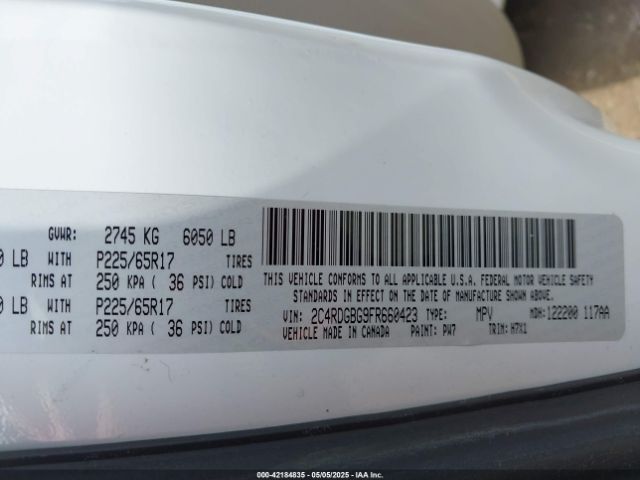 GVWR: 2745 KG 6050 LB
0 LB WITH P225/65R17 TIRES
RIMS AT 250 KPA ( 36 PSI) COLD
0 LB WITH P225/65R17 TIRES
RIMS AT 250 KPA ( 36 PSI) COLD
THIS VEHICLE CONFORMS TO ALL APPLICABLE U.S.A. FEDERAL MOTOR VEHICLE SAFETY
STANDARDS IN EFFECT ON THE DATE OF MANUFACTURE SHOWN ABOVE.
VIN: 2C4RDGBG9FR660423 TYPE: MPV MDH: 122200 117AA
VEHICLE MADE IN CANADA PAINT: PW7 TRIM: H7X1
000-42184835 - 05/05/2025 - IAA Inc.